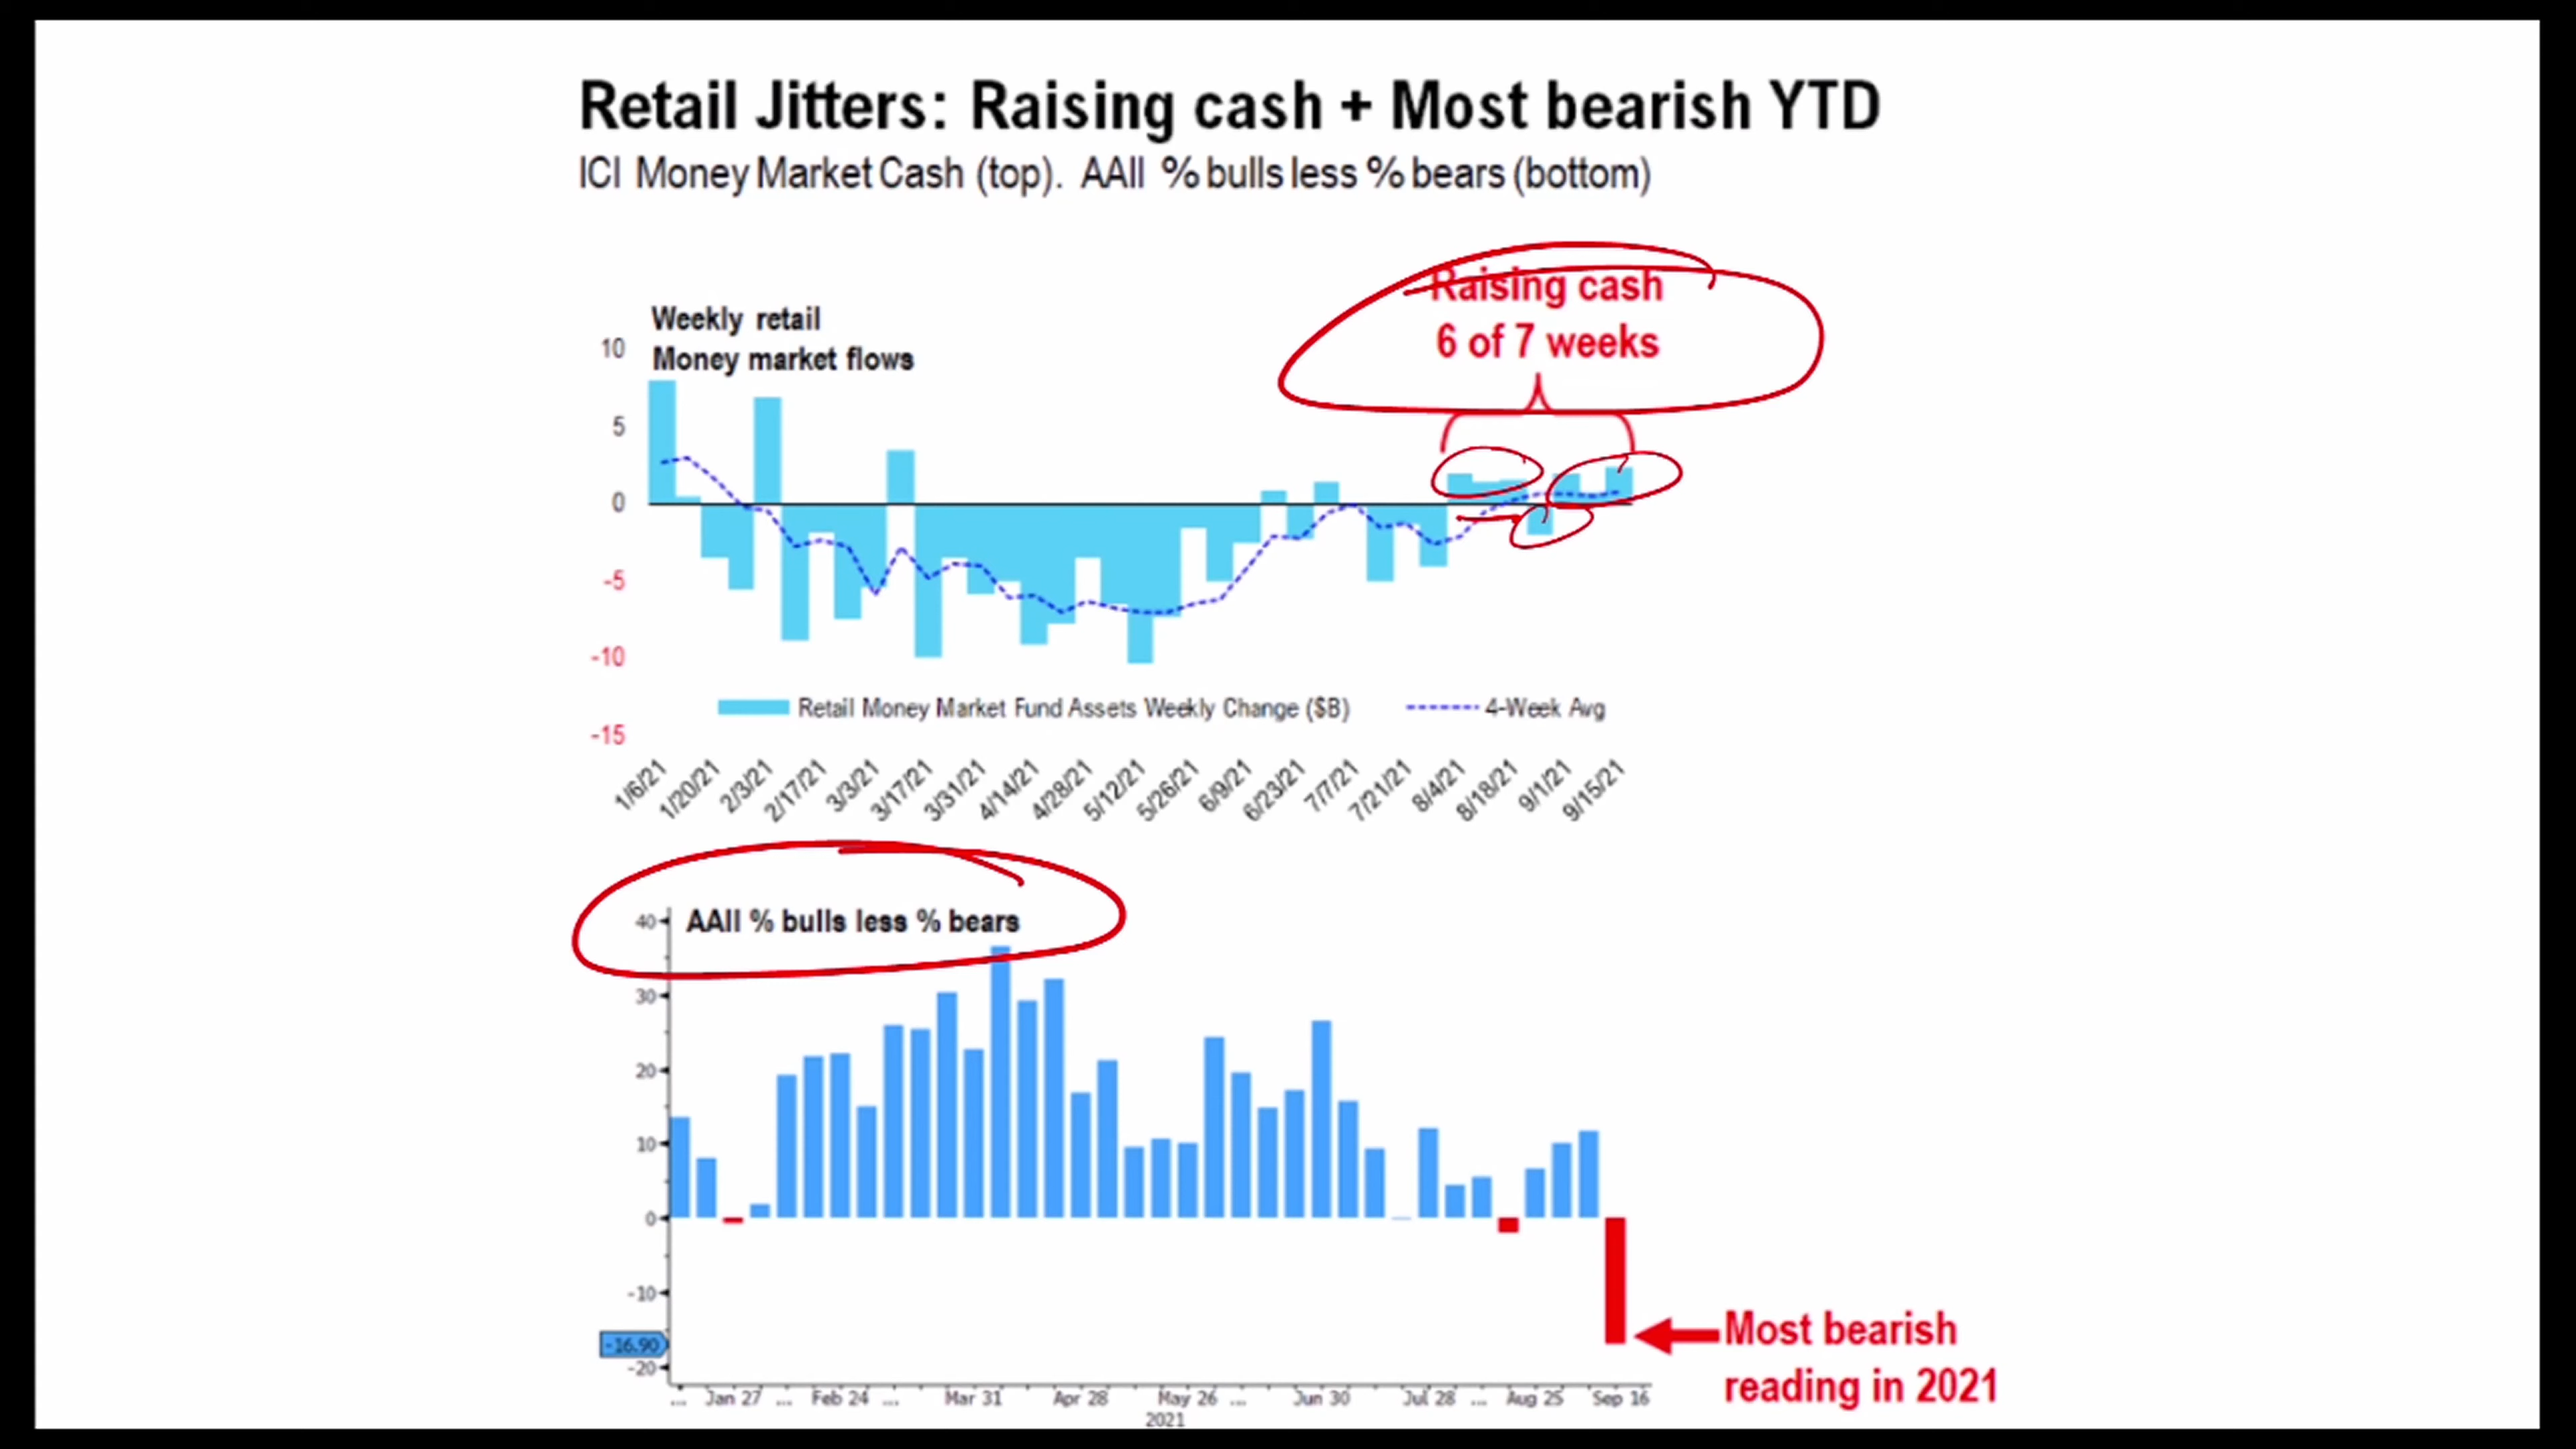 Retail Jitters: Raising cash + Most bearish YTD
ICI Money Market Cash (top). AAII % bulls less % bears (bottom)
Raising cash
6 of 7 weeks
Weekly retail
Money market flows
10
5
0
-5
-10
-15
Retail Money Market Fund Assets Weekly Change ($B) 4-Week Avg
1/6/21 1/20/21 2/3/21 2/17/21 3/3/21 3/17/21 3/31/21 4/14/21 4/28/21 5/12/21 5/26/21 6/9/21 6/23/21 7/7/21 7/21/21 8/4/21 8/18/21 9/1/21 9/15/21
AAII % bulls less % bears
40
30
20
10
0
-10
-16.90
-20
Most bearish
reading in 2021
... Jan 27 ... Feb 24 ... Mar 31 Apr 28 May 26 ... Jun 30 Jul 28 ... Aug 25 Sep 16
2021